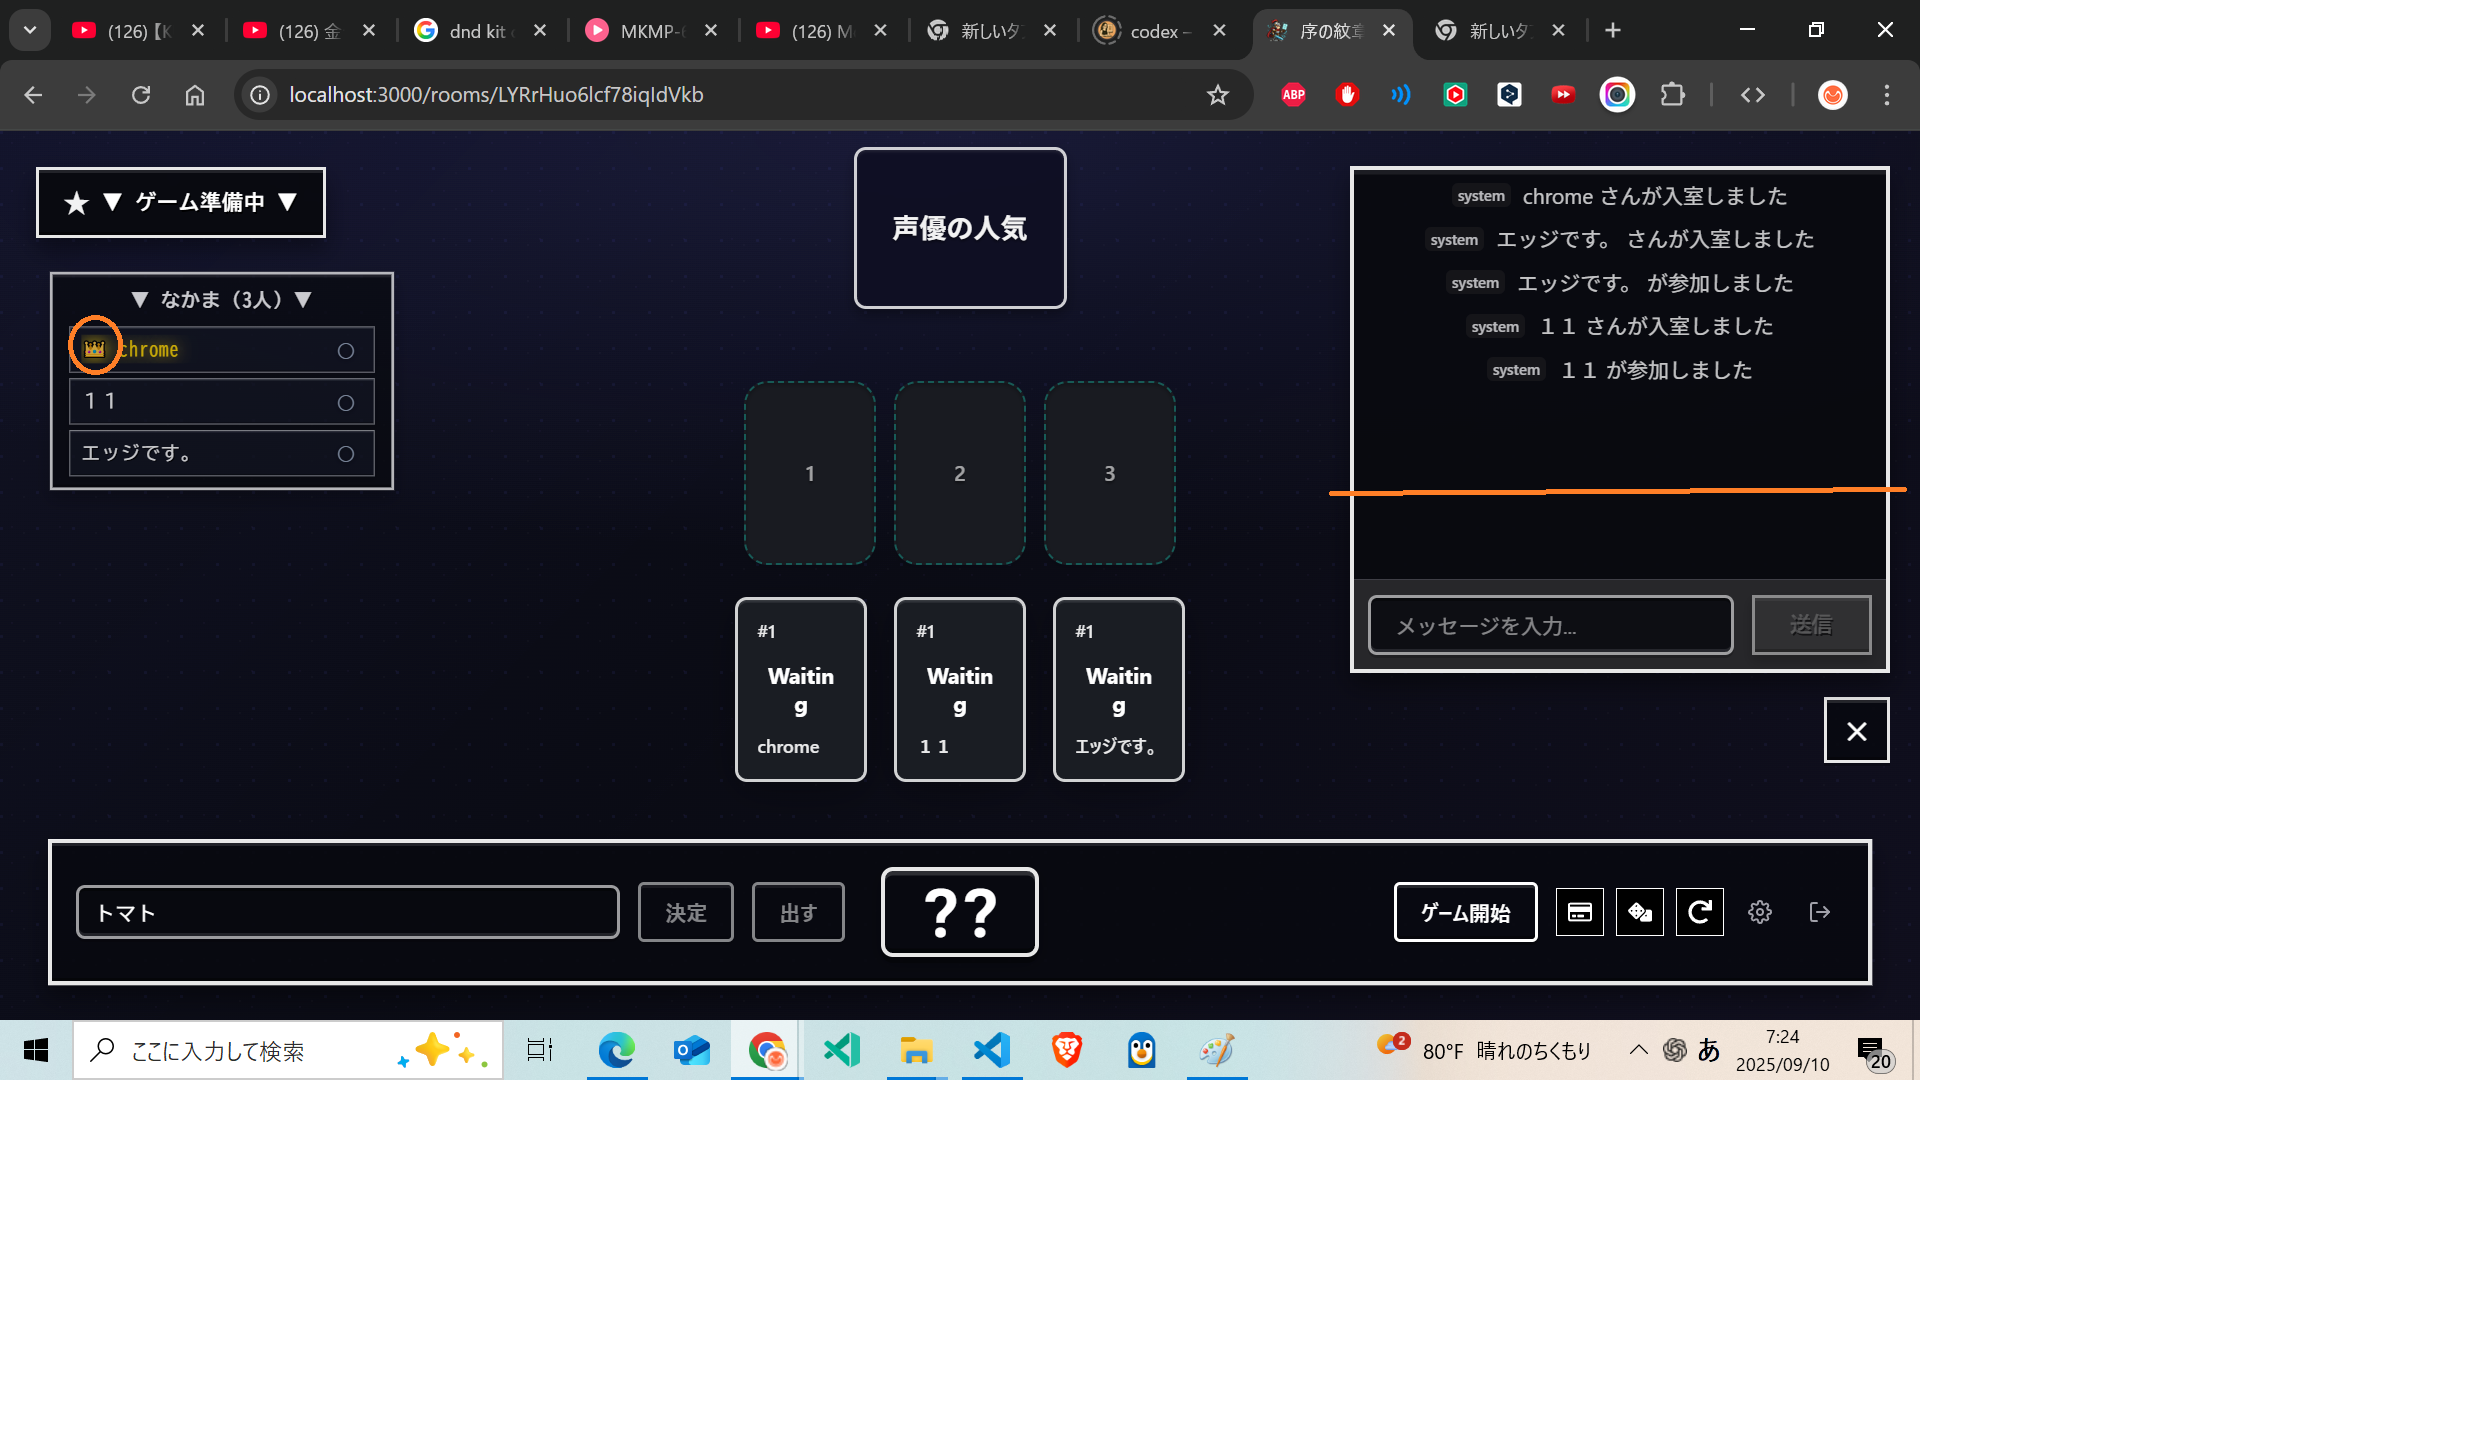 (126)【K
(126) 金
dnd kit
MKMP-
(126) M
新しいタ
codex –
序の紋章
新しいタ
localhost:3000/rooms/LYRrHuo6lcf78iqldVkb
ABP
★ ▼ ゲーム準備中 ▼
▼ なかま（3人）▼
chrome
１１
エッジです。
声優の人気
1
2
3
#1
Waitin
g
chrome
#1
Waitin
g
１１
#1
Waitin
g
エッジです。
system chrome さんが入室しました
system エッジです。 さんが入室しました
system エッジです。 が参加しました
system １１ さんが入室しました
system １１ が参加しました
メッセージを入力...
送信
トマト
決定
出す
??
ゲーム開始
ここに入力して検索
2
80°F 晴れのちくもり
あ
7:24
2025/09/10
20